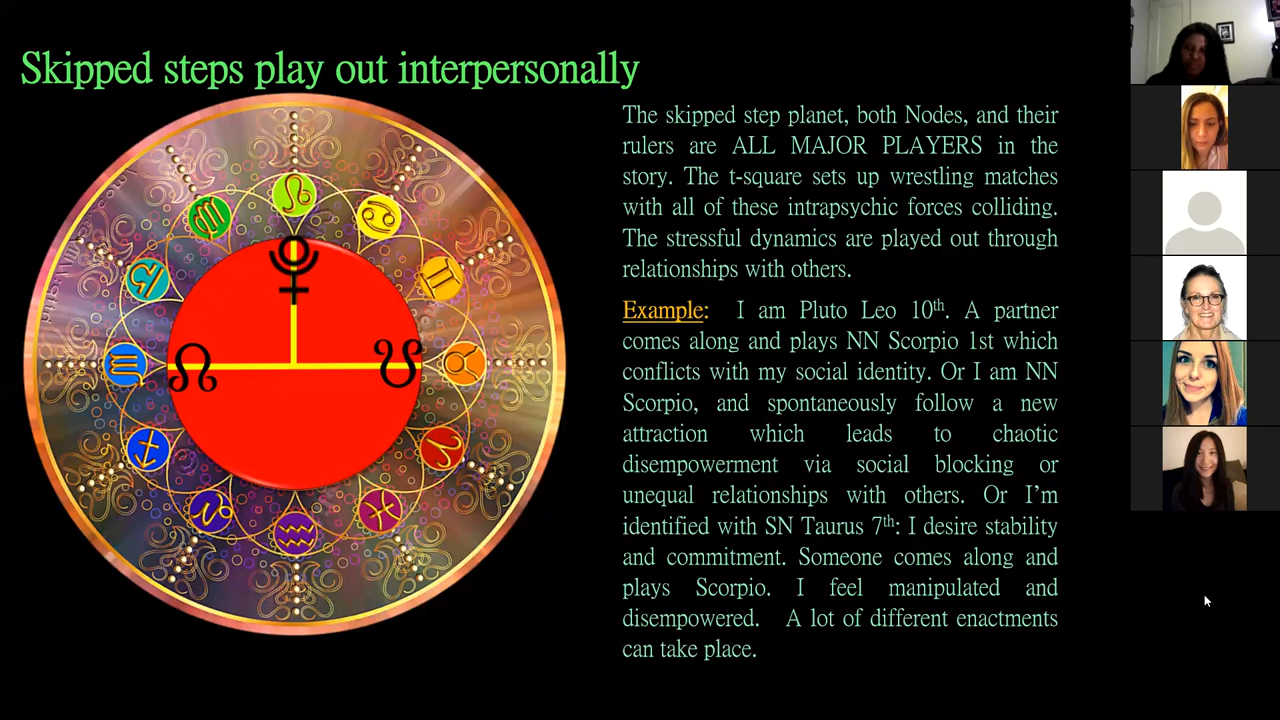 Skipped steps play out interpersonally
The skipped step planet, both Nodes, and their
rulers are ALL MAJOR PLAYERS in the
story. The t-square sets up wrestling matches
with all of these intrapsychic forces colliding.
The stressful dynamics are played out through
relationships with others.
Example: I am Pluto Leo 10th. A partner
comes along and plays NN Scorpio 1st which
conflicts with my social identity. Or I am NN
Scorpio, and spontaneously follow a new
attraction which leads to chaotic
disempowerment via social blocking or
unequal relationships with others. Or I'm
identified with SN Taurus 7th: I desire stability
and commitment. Someone comes along and
plays Scorpio. I feel manipulated and
disempowered. A lot of different enactments
can take place.